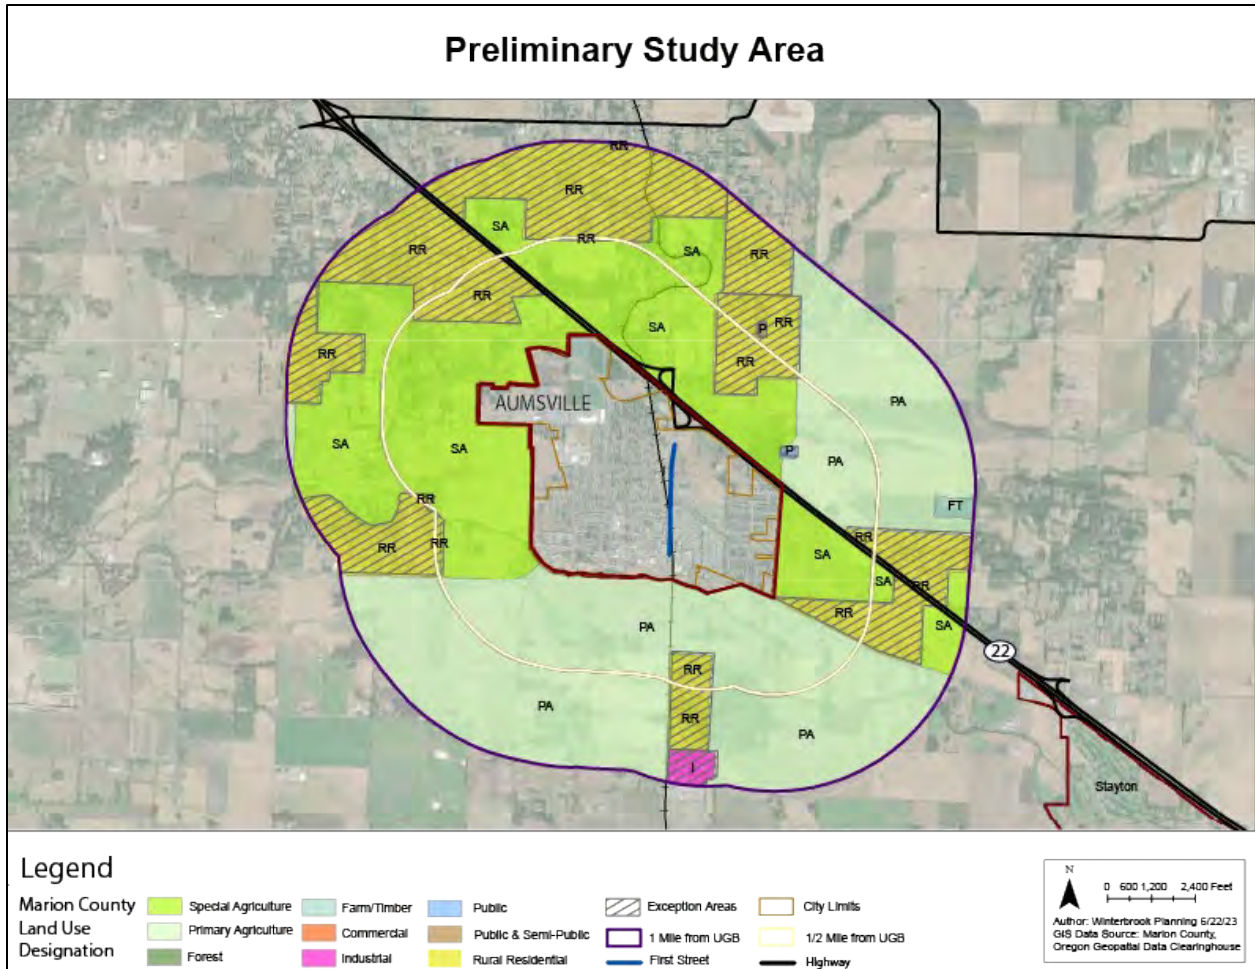 Preliminary Study Area
RR
RR
SA
RR
RR
SA
RR
RR
SA
P
RR
RR
RR
PA
AUMSVILLE
SA
SA
P
PA
RR
FT
RR
RR
RR
SA
SA
RR
RR
SA
PA
RR
22
PA
RR
PA
I
Stayton
Legend
Marion County
Land Use
Designation
Special Agriculture
Primary Agriculture
Forest
Farm/Timber
Commercial
Industrial
Public
Public & Semi-Public
Rural Residential
Exception Areas
1 Mile from UGB
First Street
City Limits
1/2 Mile from UGB
Highway
N
0 600 1,200 2,400 Feet
Author: Winterbrook Planning 6/22/23
GIS Data Source: Marion County,
Oregon Geospatial Data Clearinghouse